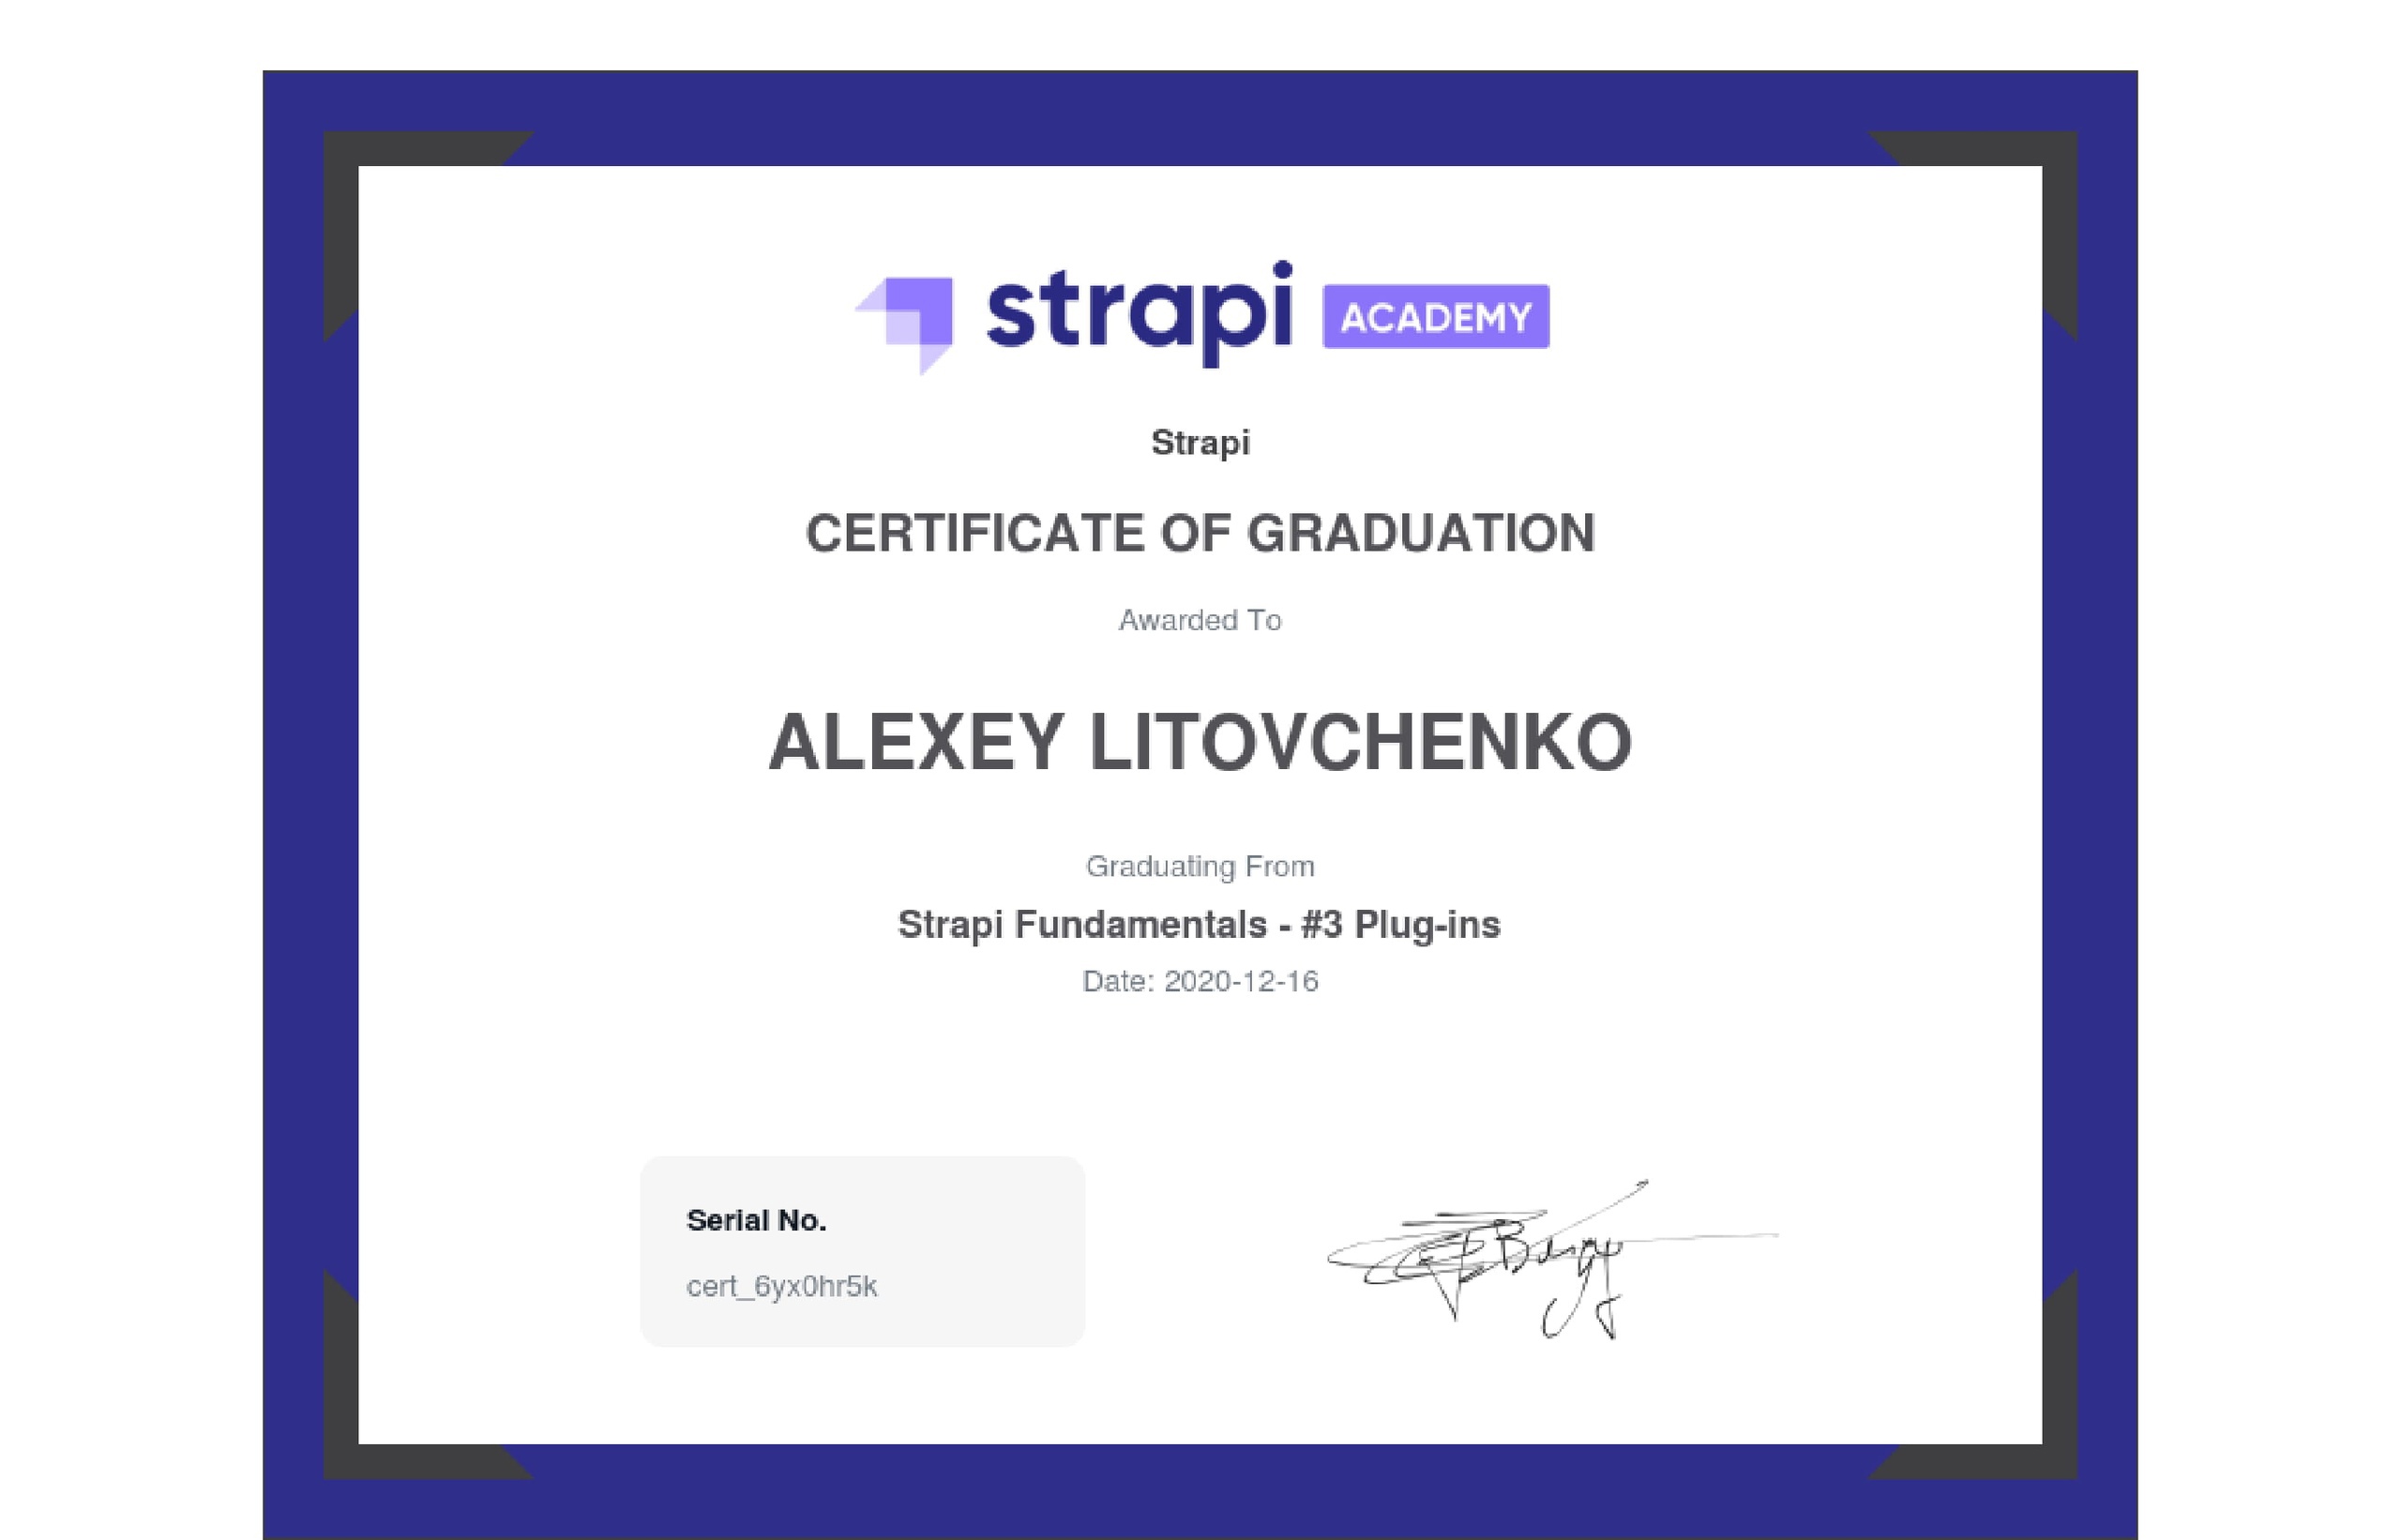 strapi ACADEMY
Strapi
CERTIFICATE OF GRADUATION
Awarded To
ALEXEY LITOVCHENKO
Graduating From
Strapi Fundamentals - #3 Plug-ins
Date: 2020-12-16
Serial No.
cert_6yx0hr5k